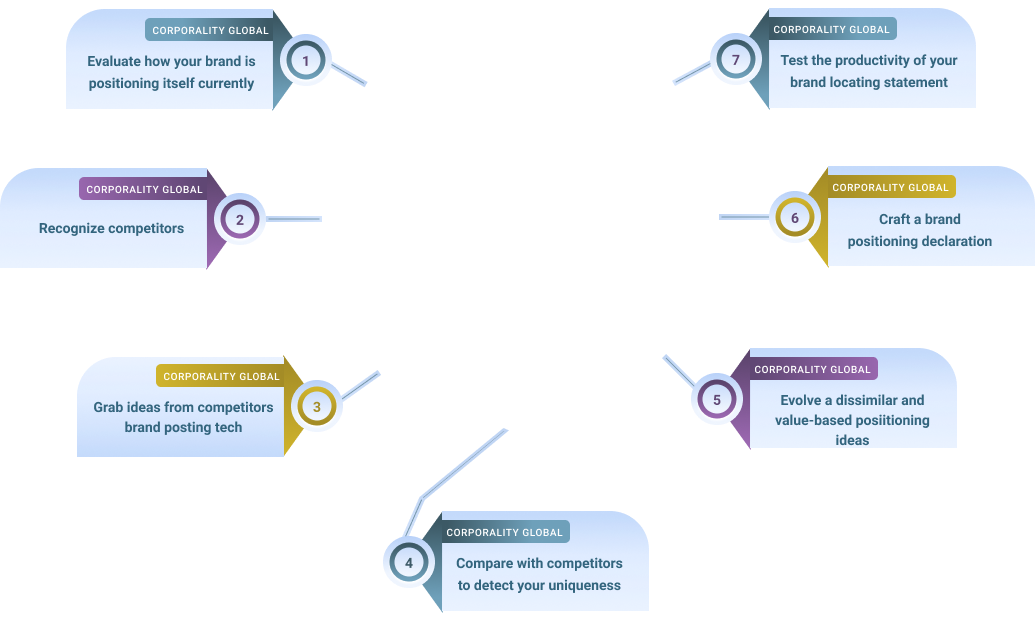 CORPORALITY GLOBAL
1
Evaluate how your brand is
positioning itself currently
CORPORALITY GLOBAL
2
Recognize competitors
CORPORALITY GLOBAL
3
Grab ideas from competitors
brand posting tech
4
CORPORALITY GLOBAL
Compare with competitors
to detect your uniqueness
5
CORPORALITY GLOBAL
Evolve a dissimilar and
value-based posiitioning
ideas
6
CORPORALITY GLOBAL
Craft a brand
positioning declaration
7
CORPORALITY GLOBAL
Test the productivity of your
brand locating statement